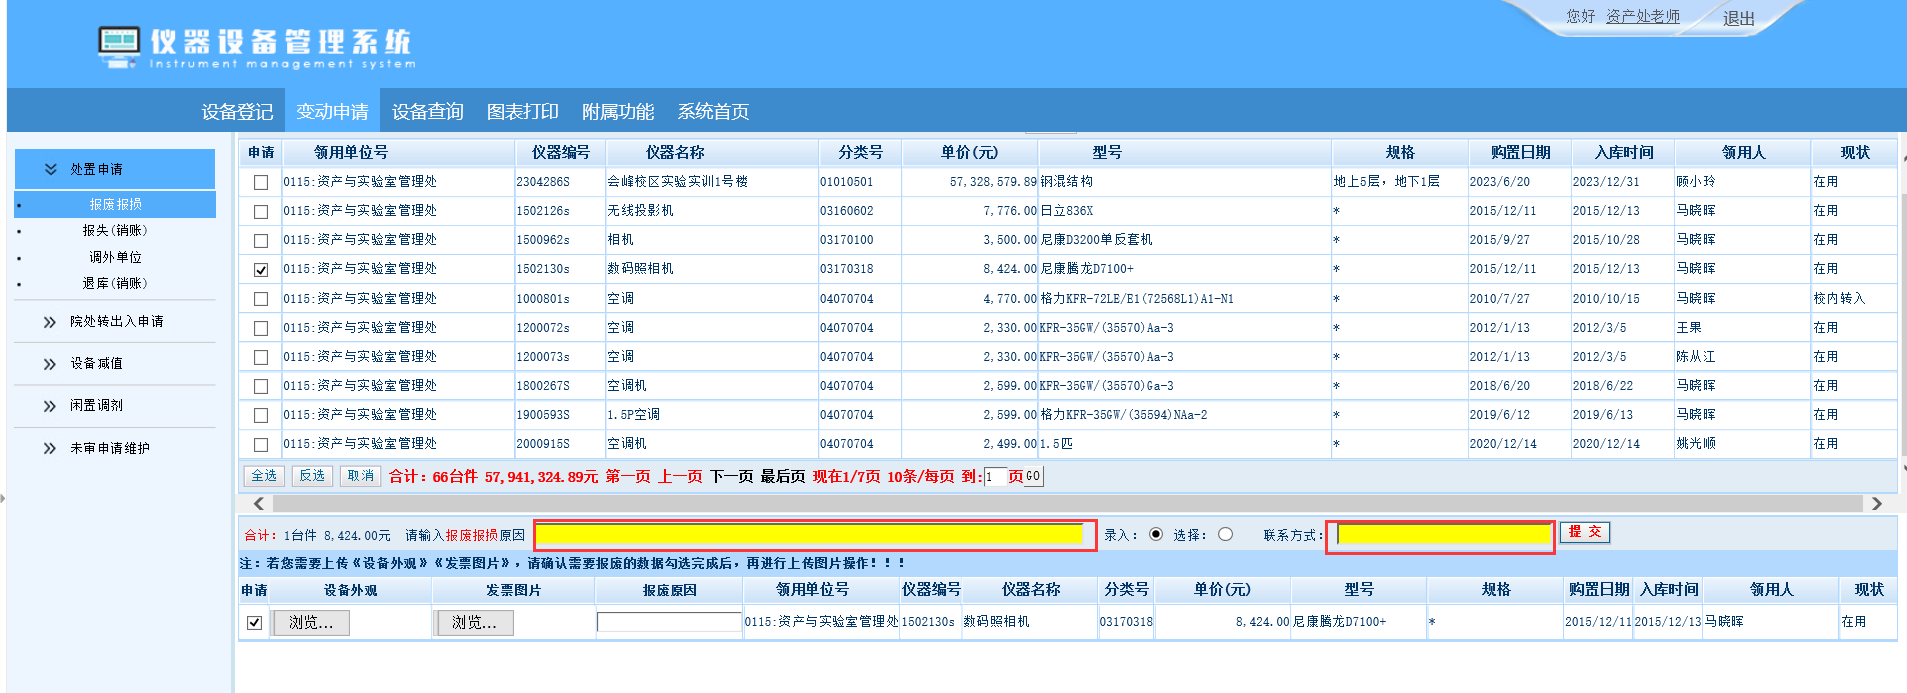 您好 资产处老师 退出
仪器设备管理系统
Instrument management system
设备登记 变动申请 设备查询 图表打印 附属功能 系统首页
处置申请
报废报损
报失(销账)
调外单位
退库(销账)
院处转出入申请
设备减值
闲置调剂
未审申请维护
申请 领用单位号 仪器编号 仪器名称 分类号 单价(元) 型号 规格 购置日期 入库时间 领用人 现状
0115:资产与实验室管理处 2304286S 会峰校区实验实训1号楼 01010501 57,328,579.89 钢混结构 地上5层，地下1层 2023/6/20 2023/12/31 顾小玲 在用
0115:资产与实验室管理处 1502126s 无线投影机 03160602 7,776.00 日立836X * 2015/12/11 2015/12/13 马晓晖 在用
0115:资产与实验室管理处 1500962s 相机 03170100 3,500.00 尼康D3200单反套机 * 2015/9/27 2015/10/28 马晓晖 在用
0115:资产与实验室管理处 1502130s 数码照相机 03170318 8,424.00 尼康腾龙D7100+ * 2015/12/11 2015/12/13 马晓晖 在用
0115:资产与实验室管理处 1000801s 空调 04070704 4,770.00 格力KFR-72LE/E1(72568L1)A1-N1 * 2010/7/27 2010/10/15 马晓晖 校内转入
0115:资产与实验室管理处 1200072s 空调 04070704 2,330.00 KFR-35GW/(35570)Aa-3 * 2012/1/13 2012/3/5 王果 在用
0115:资产与实验室管理处 1200073s 空调 04070704 2,330.00 KFR-35GW/(35570)Aa-3 * 2012/1/13 2012/3/5 陈从江 在用
0115:资产与实验室管理处 1800267S 空调机 04070704 2,599.00 KFR-35GW/(35570)Ga-3 * 2018/6/20 2018/6/22 马晓晖 在用
0115:资产与实验室管理处 1900593S 1.5P空调 04070704 2,599.00 格力KFR-35GW/(35594)NAa-2 * 2019/6/12 2019/6/13 马晓晖 在用
0115:资产与实验室管理处 2000915S 空调机 04070704 2,499.00 1.5匹 * 2020/12/14 2020/12/14 姚光顺 在用
全选 反选 取消 合计：66台件 57,941,324.89元 第一页 上一页 下一页 最后页 现在1/7页 10条/每页 到:1 页GO
合计：1台件 8,424.00元 请输入报废报损原因 录入： 选择： 联系方式： 提 交
注：若您需要上传《设备外观》《发票图片》，请确认需要报废的数据勾选完成后，再进行上传图片操作！！！
申请 设备外观 发票图片 报废原因 领用单位号 仪器编号 仪器名称 分类号 单价(元) 型号 规格 购置日期 入库时间 领用人 现状
浏览... 浏览... 0115:资产与实验室管理处 1502130s 数码照相机 03170318 8,424.00 尼康腾龙D7100+ * 2015/12/11 2015/12/13 马晓晖 在用